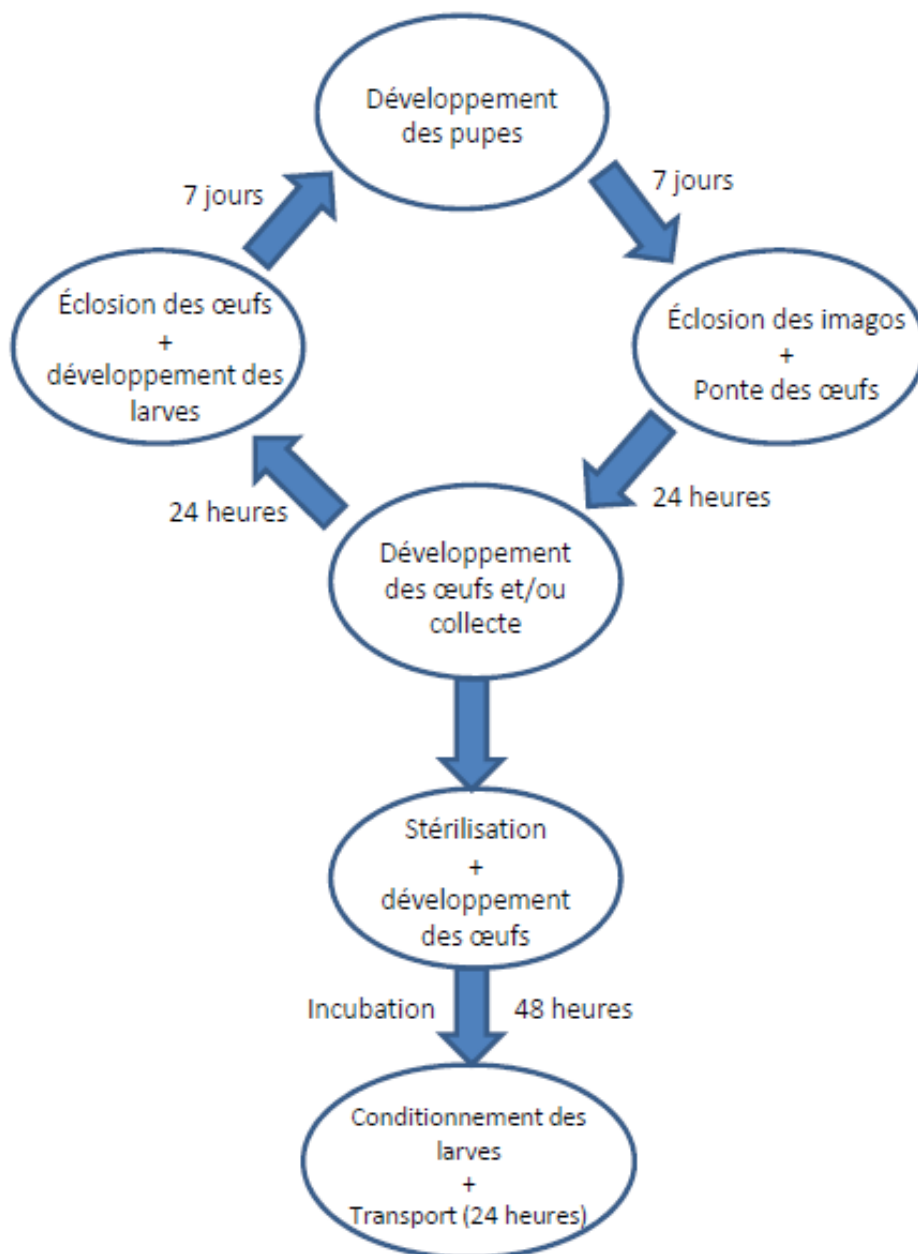 Développement
des pupes
7 jours
7 jours
Éclosion des œufs
+
développement des
larves
Éclosion des imagos
+
Ponte des œufs
24 heures
24 heures
Développement
des œufs et/ou
collecte
Stérilisation
+
développement
des œufs
Incubation
48 heures
Conditionnement des
larves
+
Transport (24 heures)